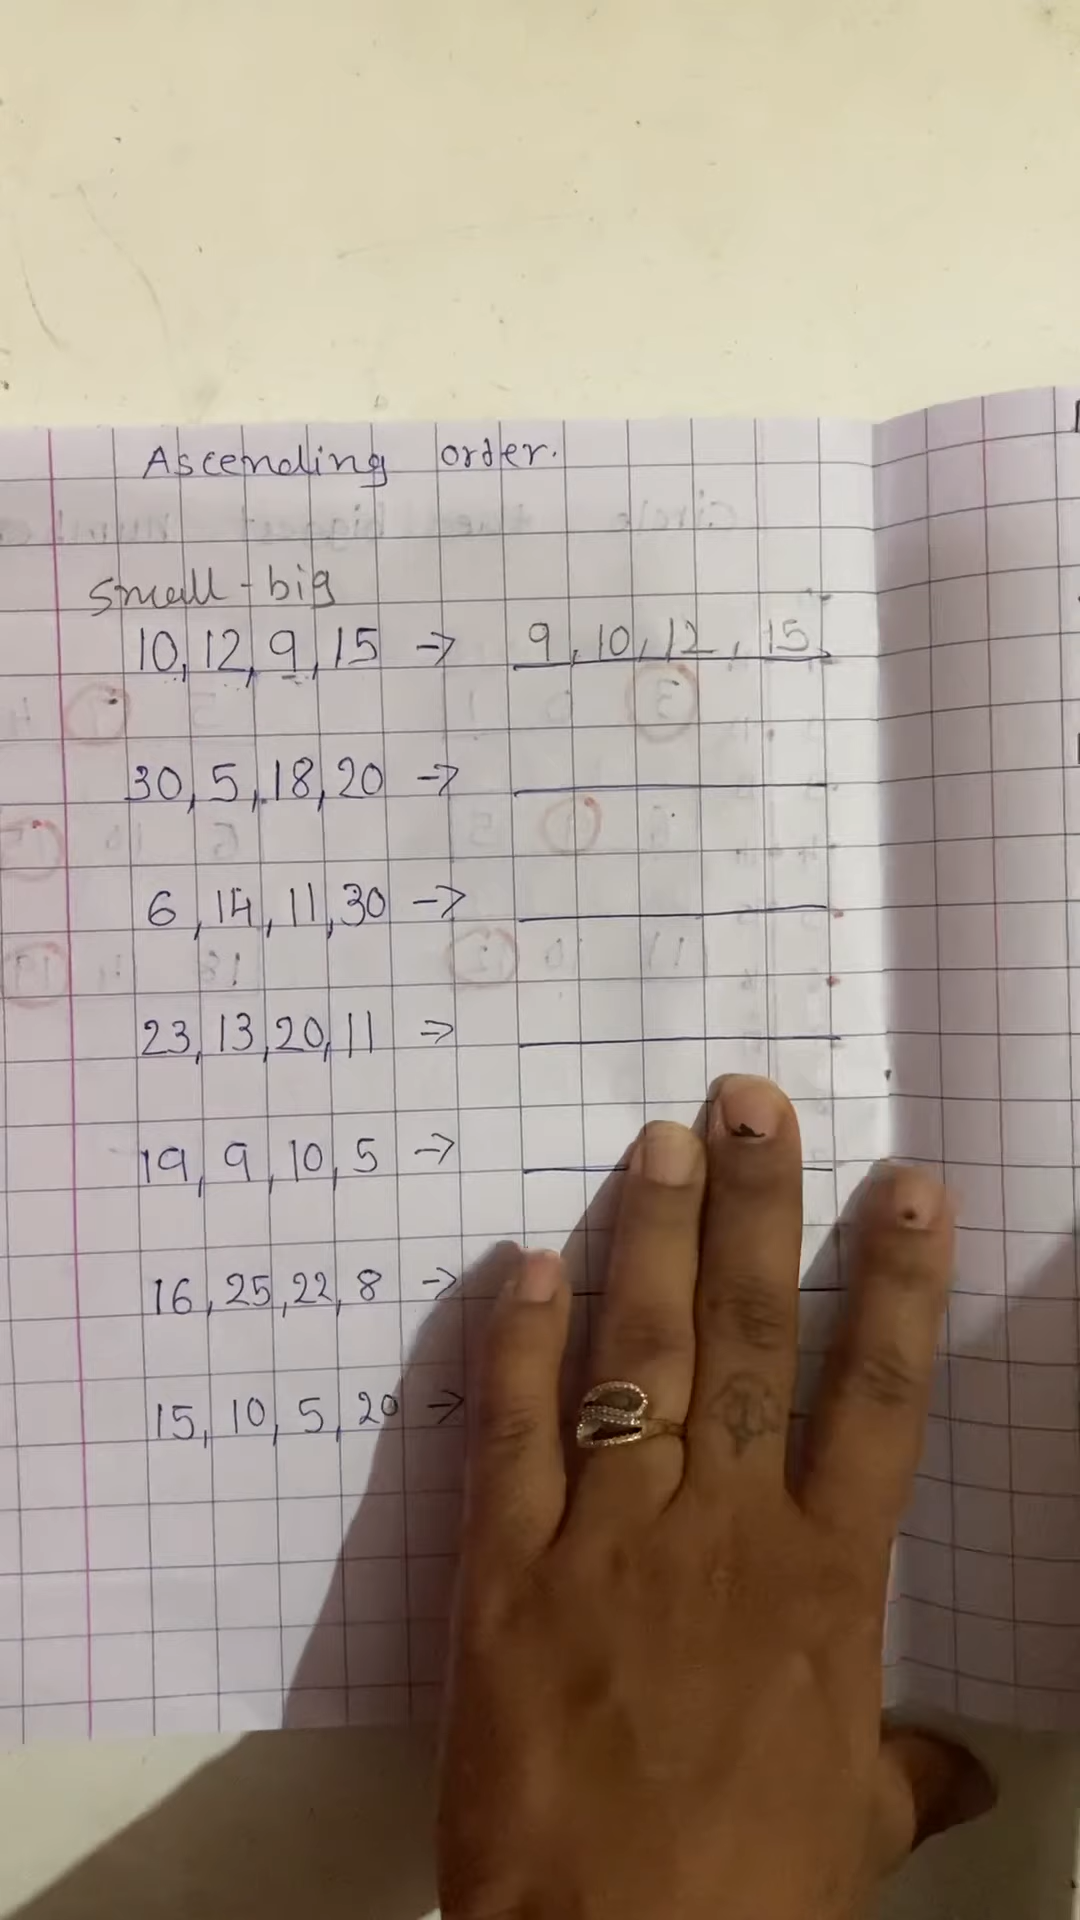 Ascending order.
Small - big
10, 12, 9, 15 → 9, 10, 12, 15
30, 5, 18, 20 →
6, 14, 11, 30 →
23, 13, 20, 11 →
19, 9, 10, 5 →
16, 25, 22, 8 →
15, 10, 5, 20 →